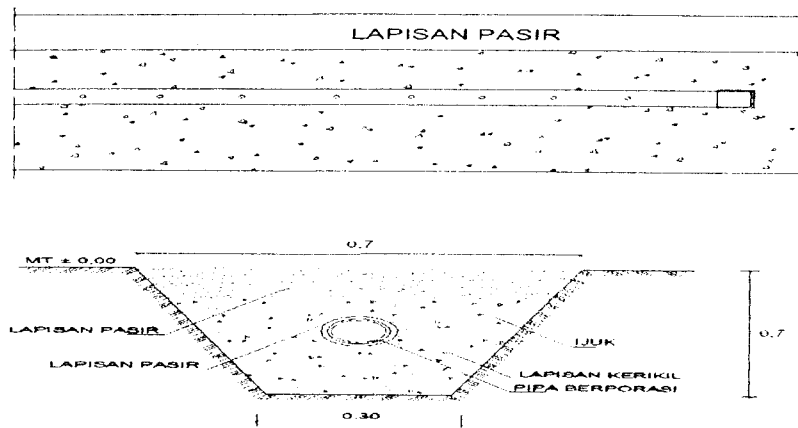 LAPISAN PASIR
0.7
MT ± 0.00
LAPISAN PASIR
IJUK
0.7
LAPISAN PASIR
LAPISAN KERIKIL
PIPA BERPORASI
0.30